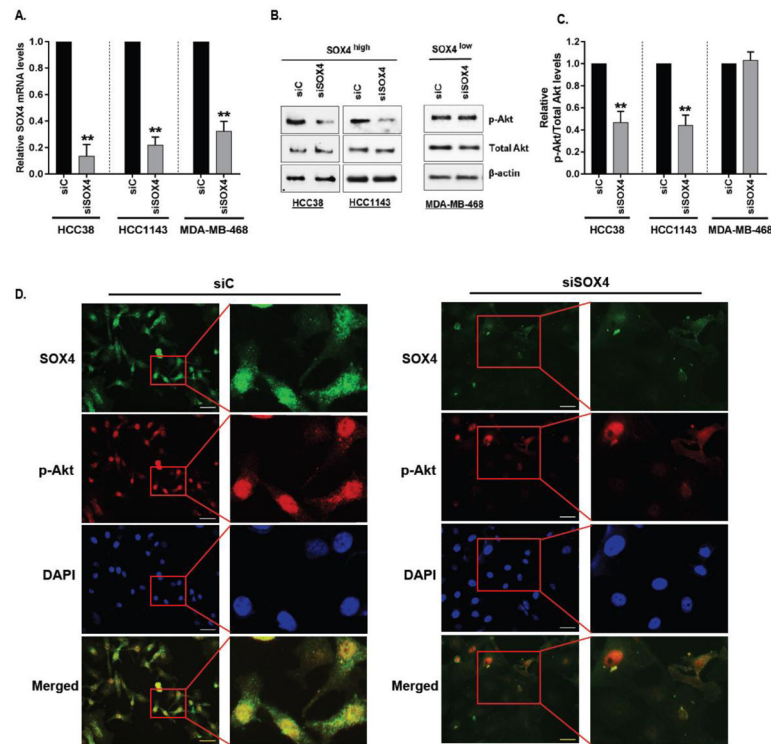 A.
Relative SOX4 mRNA levels
1.0
0.8
0.6
0.4
0.2
0.0
**
**
**
siC
siSOX4
siC
siSOX4
siC
siSOX4
HCC38
HCC1143
MDA-MB-468
B.
SOX4 high
SOX4 low
siC
siSOX4
siC
siSOX4
siC
siSOX4
p-Akt
Total Akt
β-actin
HCC38
HCC1143
MDA-MB-468
C.
Relative
p-Akt/Total Akt levels
1.2
1.0
0.8
0.6
0.4
0.2
0.0
**
**
siC
siSOX4
siC
siSOX4
siC
siSOX4
HCC38
HCC1143
MDA-MB-468
D.
siC
SOX4
p-Akt
DAPI
Merged
siSOX4
SOX4
p-Akt
DAPI
Merged